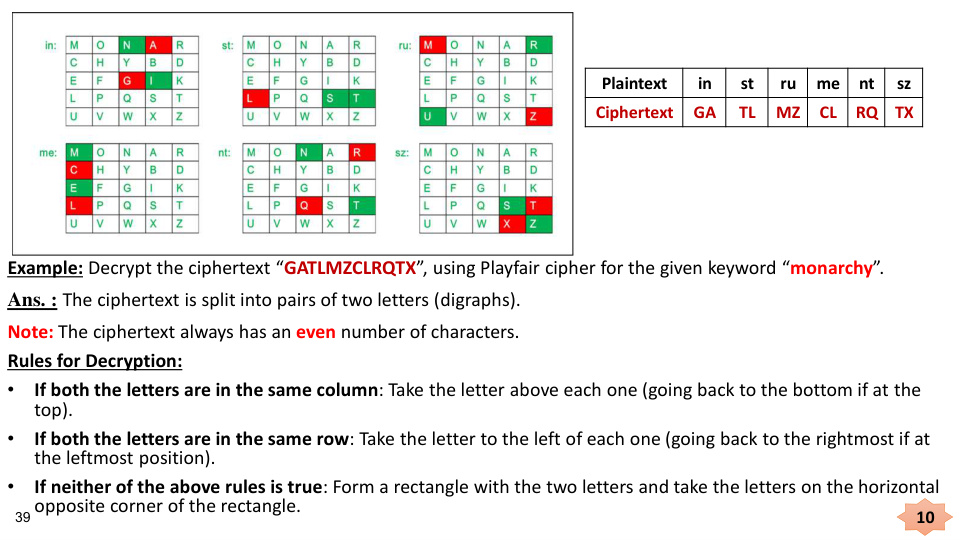 in: M O N A R st: M O N A R ru: M O N A R
C H Y B D C H Y B D C H Y B D
E F G I K E F G I K E F G I K
L P Q S T L P Q S T L P Q S T
U V W X Z U V W X Z U V W X Z
me: M O N A R nt: M O N A R sz: M O N A R
C H Y B D C H Y B D C H Y B D
E F G I K E F G I K E F G I K
L P Q S T L P Q S T L P Q S T
U V W X Z U V W X Z U V W X Z
Plaintext in st ru me nt sz
Ciphertext GA TL MZ CL RQ TX
Example: Decrypt the ciphertext “GATLMZCLRQTX”, using Playfair cipher for the given keyword “monarchy”.
Ans. : The ciphertext is split into pairs of two letters (digraphs).
Note: The ciphertext always has an even number of characters.
Rules for Decryption:
• If both the letters are in the same column: Take the letter above each one (going back to the bottom if at the
top).
• If both the letters are in the same row: Take the letter to the left of each one (going back to the rightmost if at
the leftmost position).
• If neither of the above rules is true: Form a rectangle with the two letters and take the letters on the horizontal
opposite corner of the rectangle.
39
10